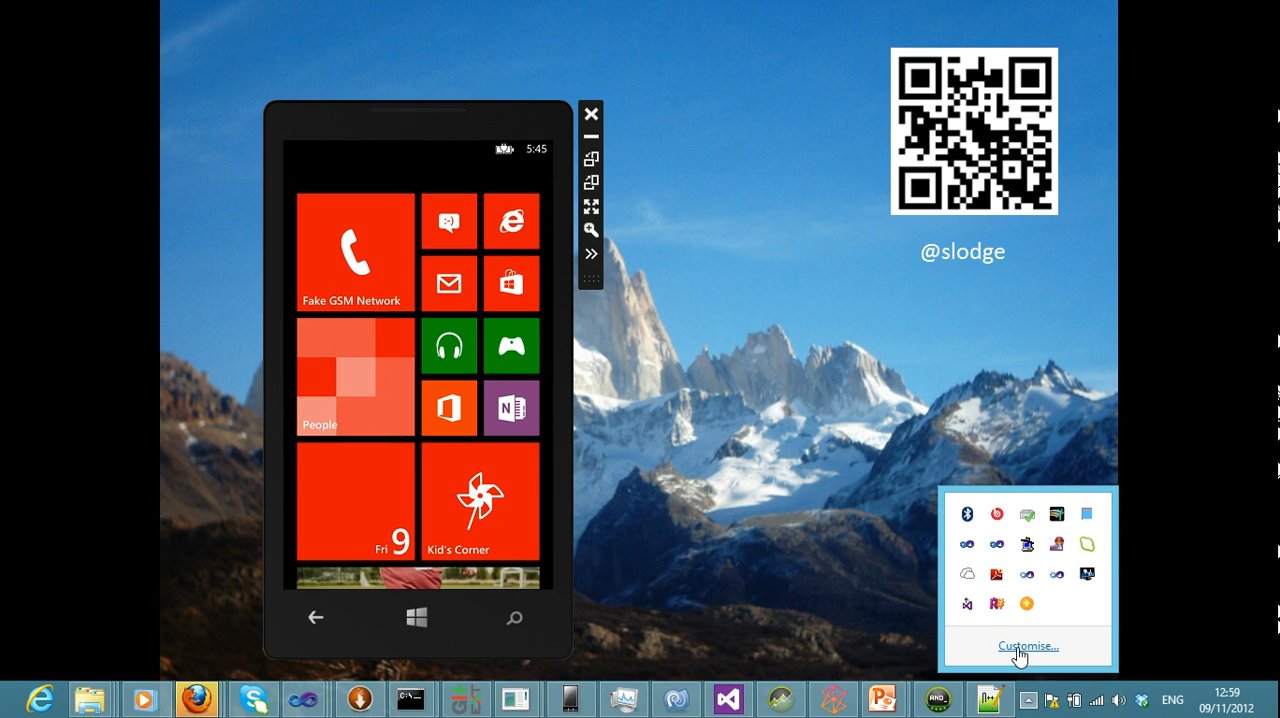 @slodge
5:45
Fake GSM Network
People
Fri 9
Kid's Corner
Customise...
ENG
12:59
09/11/2012